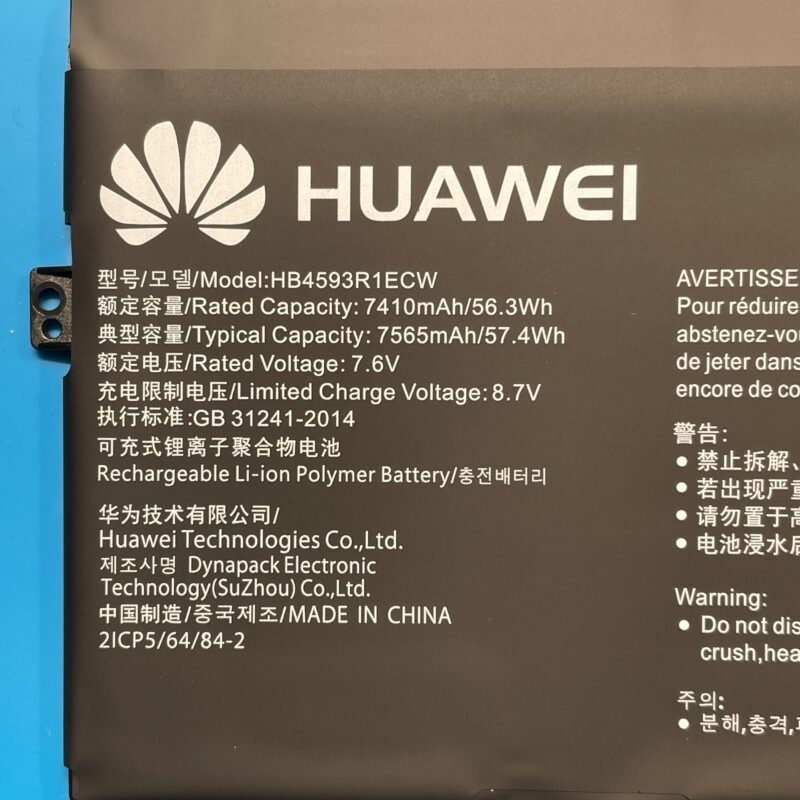 HUAWEI
型号/모델/Model:HB4593R1ECW
额定容量/Rated Capacity: 7410mAh/56.3Wh
典型容量/Typical Capacity: 7565mAh/57.4Wh
额定电压/Rated Voltage: 7.6V
充电限制电压/Limited Charge Voltage: 8.7V
执行标准:GB 31241-2014
可充式锂离子聚合物电池
Rechargeable Li-ion Polymer Battery/충전배터리
华为技术有限公司/
Huawei Technologies Co.,Ltd.
제조사명 Dynapack Electronic
Technology(SuZhou) Co.,Ltd.
中国制造/중국제조/MADE IN CHINA
2ICP5/64/84-2
AVERTISSE
Pour réduire
abstenez-vou
de jeter dans
encore de co
警告:
• 禁止拆解、
• 若出现严重
• 请勿置于高
• 电池浸水后
Warning:
• Do not dis
crush,hea
주의:
• 분해,충격,